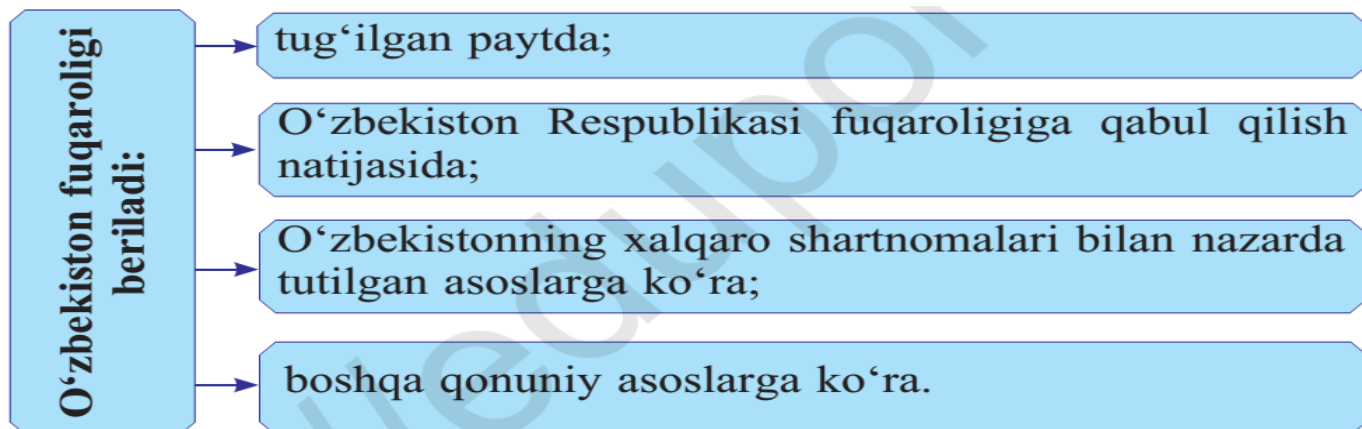 O‘zbekiston fuqaroligi
beriladi:
tug‘ilgan paytda;
O‘zbekiston Respublikasi fuqaroligiga qabul qilish
natijasida;
O‘zbekistonning xalqaro shartnomalari bilan nazarda
tutilgan asoslarga ko‘ra;
boshqa qonuniy asoslarga ko‘ra.